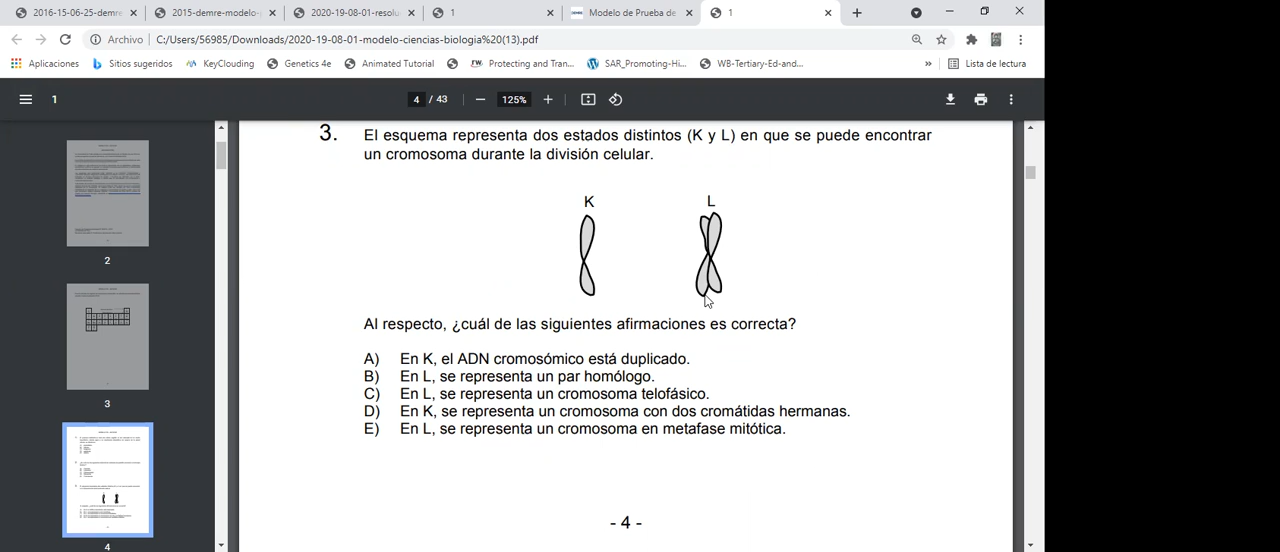 2016-15-06-25-demre
2015-demre-modelo-
2020-19-08-01-resolu
1
Modelo de Prueba de
1
Archivo
C:/Users/56985/Downloads/2020-19-08-01-modelo-ciencias-biologia%20(13).pdf
Aplicaciones
Sitios sugeridos
KeyClouding
Genetics 4e
Animated Tutorial
Protecting and Tran...
SAR_Promoting-Hi...
WB-Tertiary-Ed-and...
»
Lista de lectura
1
4 / 43
125%
2
3
4
3. El esquema representa dos estados distintos (K y L) en que se puede encontrar
un cromosoma durante la división celular.
K
L
Al respecto, ¿cuál de las siguientes afirmaciones es correcta?
A) En K, el ADN cromosómico está duplicado.
B) En L, se representa un par homólogo.
C) En L, se representa un cromosoma telofásico.
D) En K, se representa un cromosoma con dos cromátidas hermanas.
E) En L, se representa un cromosoma en metafase mitótica.
- 4 -